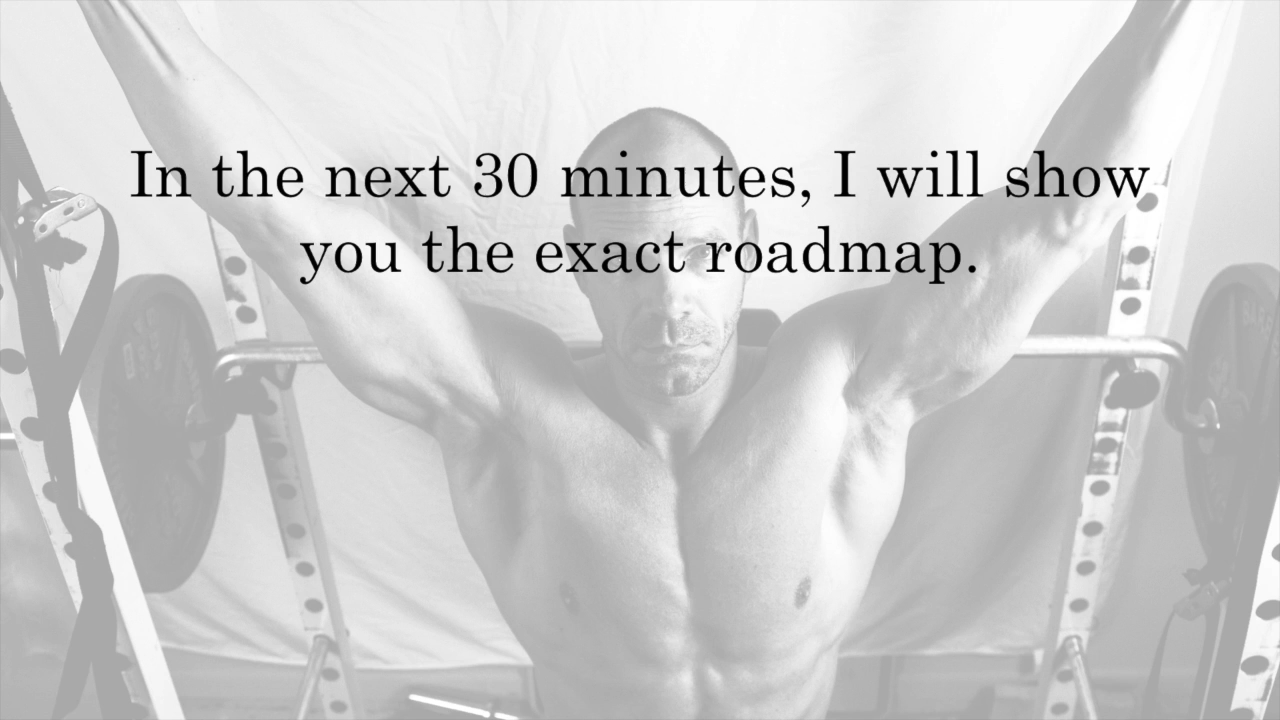 In the next 30 minutes, I will show
you the exact roadmap.